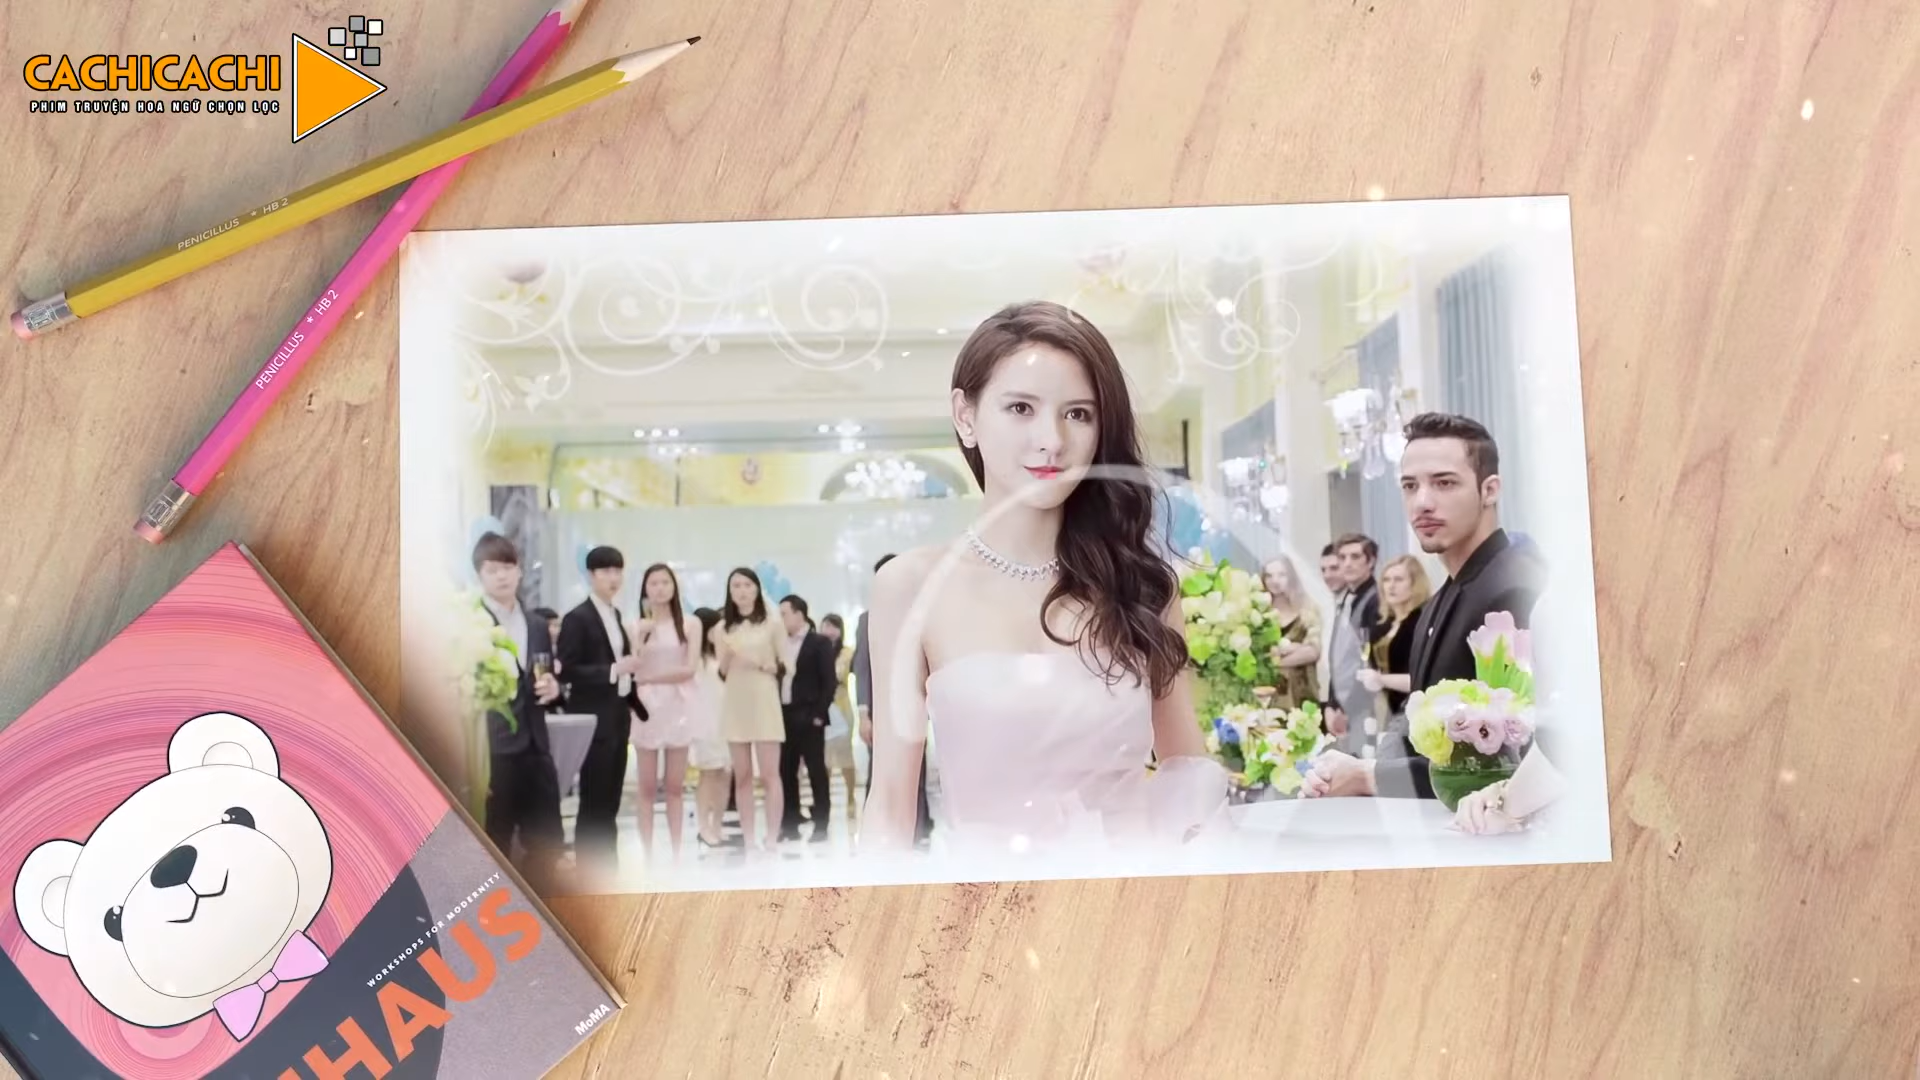 CACHICACHI
PHIM TRUYỆN HOA NGỮ CHỌN LỌC
PENICILLUS * HB 2
PENICILLUS * HB 2
WORKSHOPS FOR MODERNITY
HAUS
MoMA